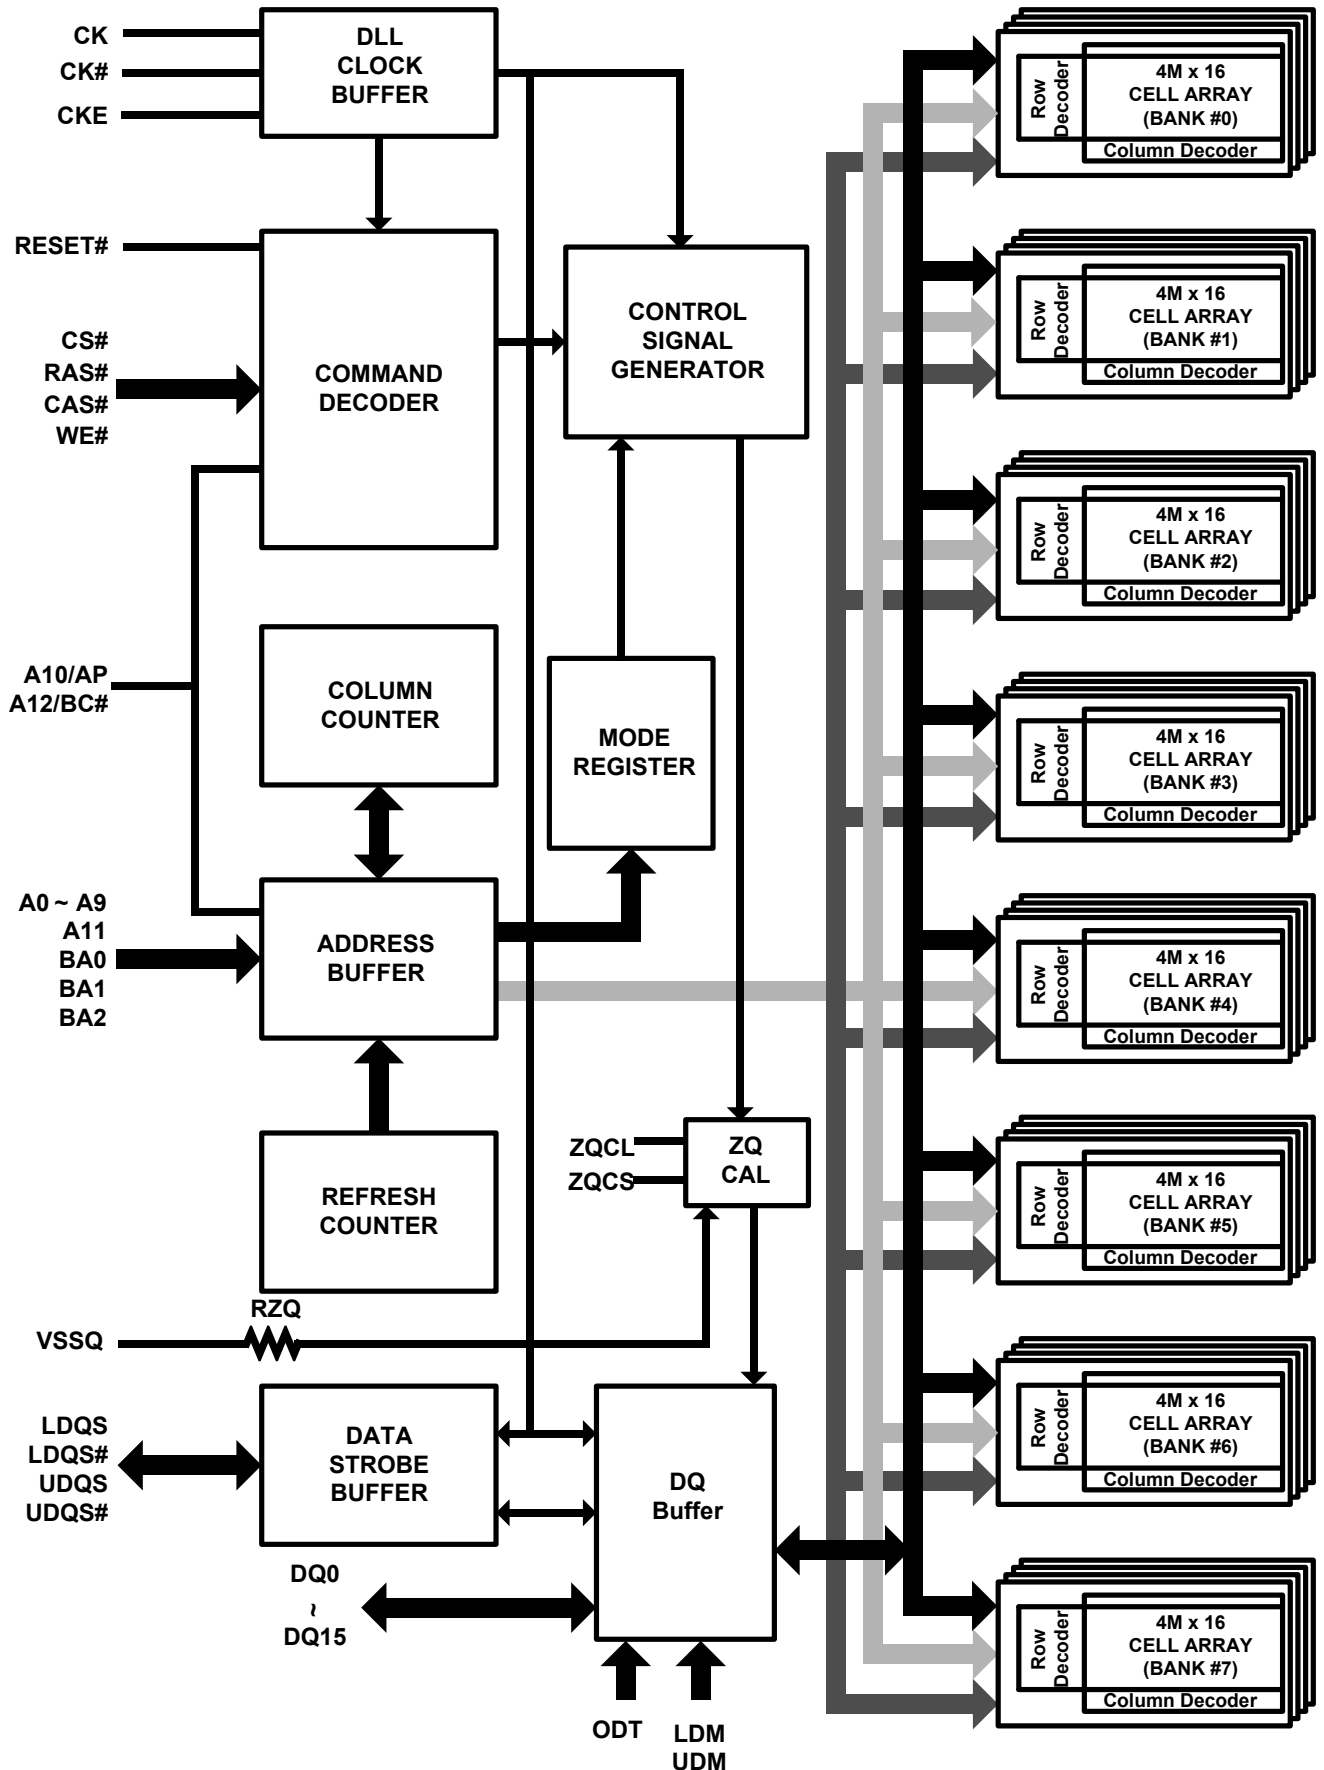 CK
CK#
CKE
DLL
CLOCK
BUFFER
RESET#
CS#
RAS#
CAS#
WE#
COMMAND
DECODER
CONTROL
SIGNAL
GENERATOR
A10/AP
A12/BC#
COLUMN
COUNTER
MODE
REGISTER
A0 ~ A9
A11
BA0
BA1
BA2
ADDRESS
BUFFER
REFRESH
COUNTER
ZQCL
ZQCS
ZQ
CAL
RZQ
VSSQ
LDQS
LDQS#
UDQS
UDQS#
DATA
STROBE
BUFFER
DQ
Buffer
DQ0
~
DQ15
ODT
LDM
UDM
Row
Decoder
4M x 16
CELL ARRAY
(BANK #0)
Column Decoder
Row
Decoder
4M x 16
CELL ARRAY
(BANK #1)
Column Decoder
Row
Decoder
4M x 16
CELL ARRAY
(BANK #2)
Column Decoder
Row
Decoder
4M x 16
CELL ARRAY
(BANK #3)
Column Decoder
Row
Decoder
4M x 16
CELL ARRAY
(BANK #4)
Column Decoder
Row
Decoder
4M x 16
CELL ARRAY
(BANK #5)
Column Decoder
Row
Decoder
4M x 16
CELL ARRAY
(BANK #6)
Column Decoder
Row
Decoder
4M x 16
CELL ARRAY
(BANK #7)
Column Decoder